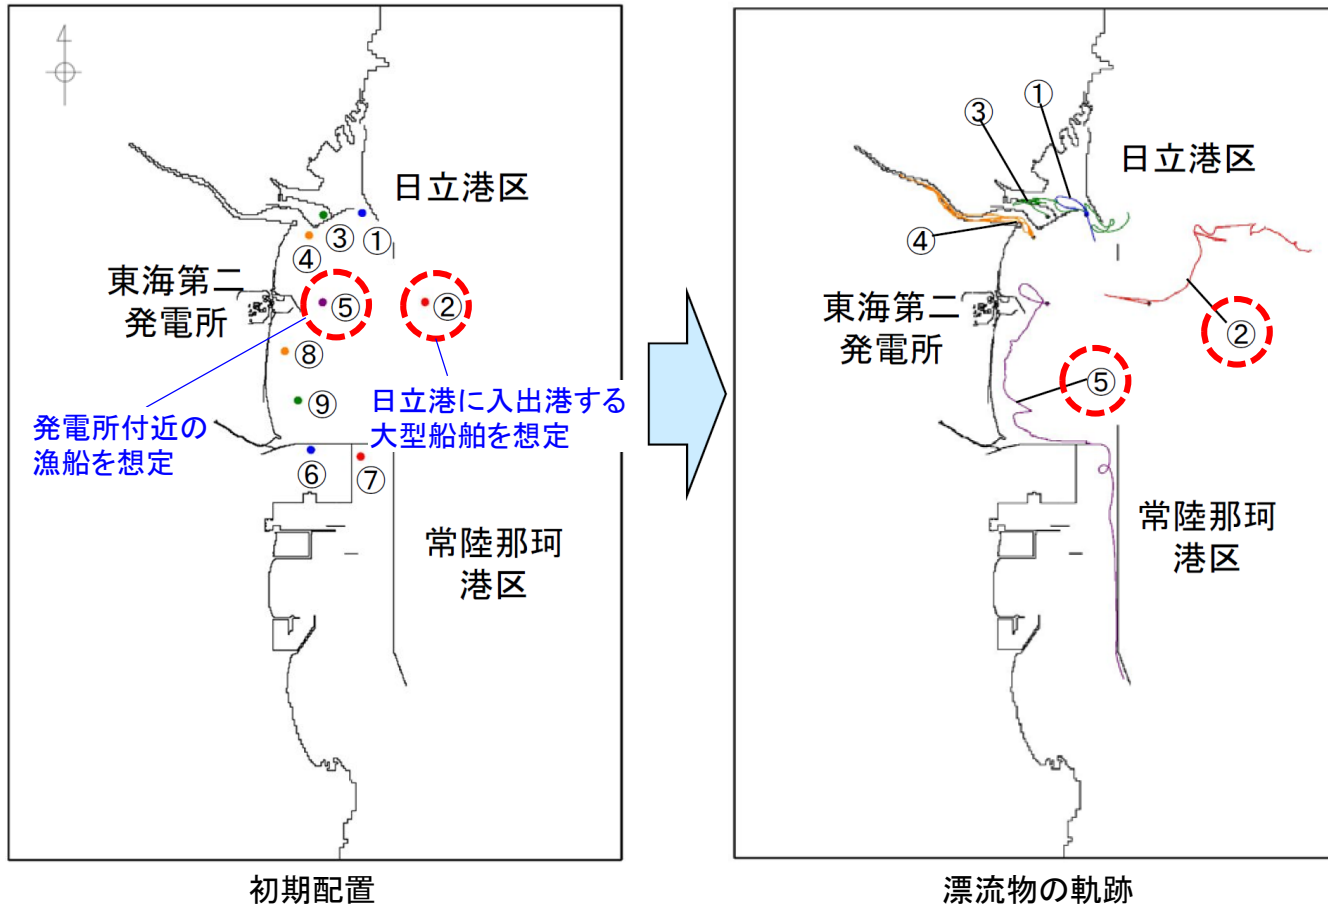 4
日立港区
③
①
④
東海第二
発電所
⑤
②
⑧
⑨
発電所付近の
漁船を想定
日立港に入出港する
大型船舶を想定
⑥
⑦
常陸那珂
港区
初期配置
①
③
日立港区
④
東海第二
発電所
②
⑤
常陸那珂
港区
漂流物の軌跡